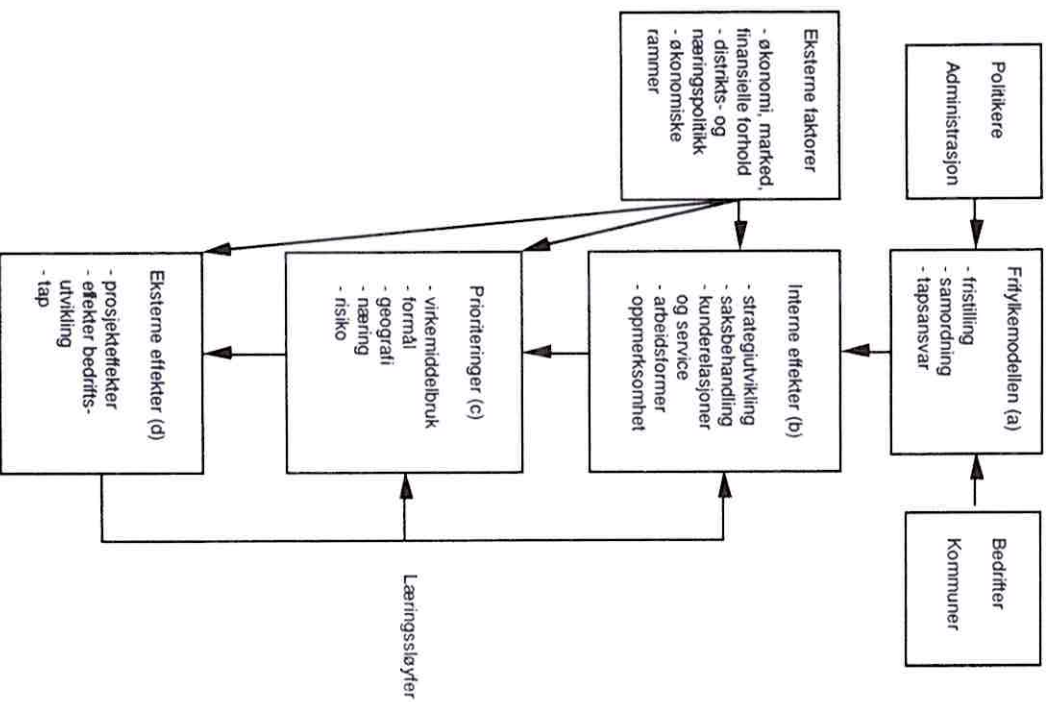 Politikere
Administrasjon
Frifylkemodellen (a)
- fristilling
- samordning
- tapsansvar
Bedrifter
Kommuner
Eksterne faktorer
- økonomi, marked,
finansielle forhold
- distrikts- og
næringspolitikk
- økonomiske
rammer
Interne effekter (b)
- strategiutvikling
- saksbehandling
- kunderelasjoner
og service
- arbeidsformer
- oppmerksomhet
Prioriteringer (c)
- virkemiddelbruk
- formål
- geografi
- næring
- risiko
Eksterne effekter (d)
- prosjekteffekter
- effekter bedrifts-
utvikling
- tap
Læringssløyfer